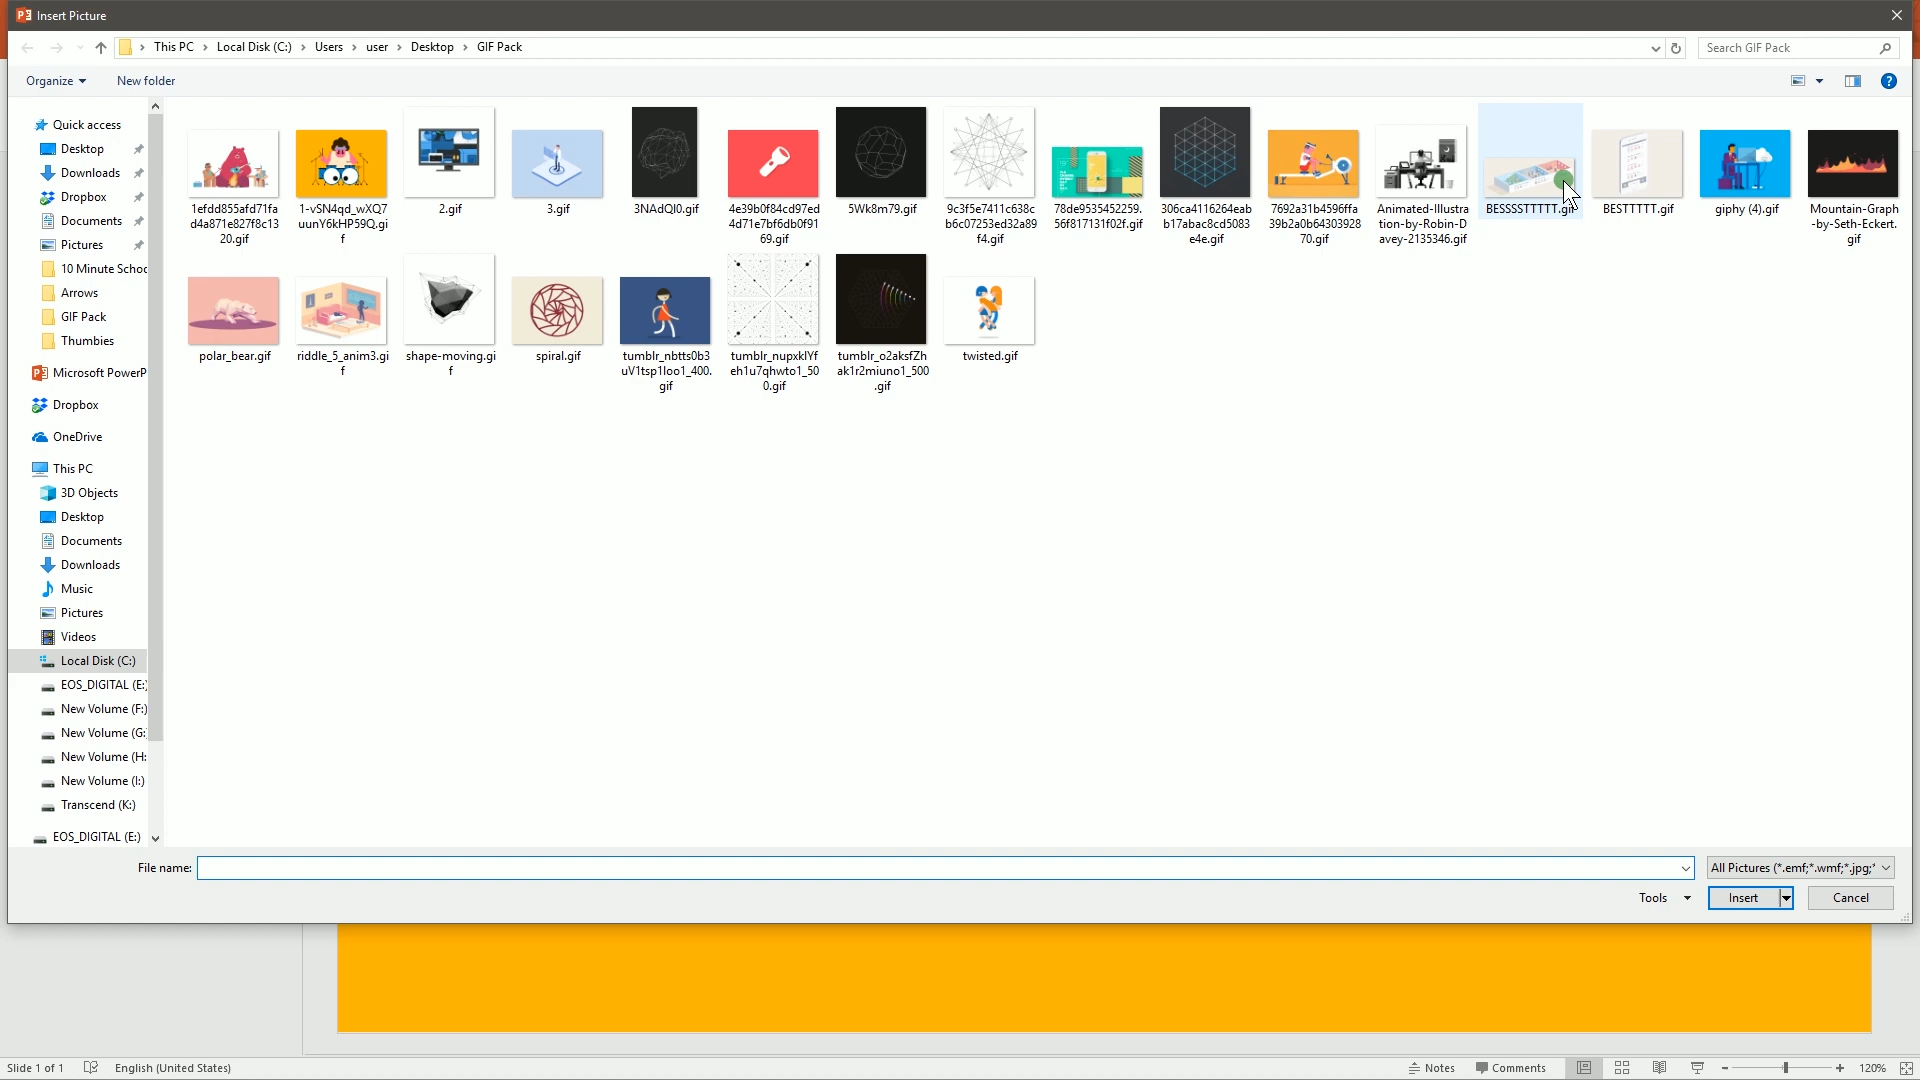 Insert Picture
This PC > Local Disk (C:) > Users > user > Desktop > GIF Pack
Search GIF Pack
Organize
New folder
Quick access
Desktop
Downloads
Dropbox
Documents
Pictures
10 Minute Schoo
Arrows
GIF Pack
Thumbies
Microsoft PowerP
Dropbox
OneDrive
This PC
3D Objects
Desktop
Documents
Downloads
Music
Pictures
Videos
Local Disk (C:)
EOS_DIGITAL (E:)
New Volume (F:)
New Volume (G:
New Volume (H:
New Volume (I:)
Transcend (K:)
EOS_DIGITAL (E:)
1efdd855afd71fa
d4a871e827f8c13
20.gif
1-vSN4qd_wXQ7
uunY6kHP59Q.gi
f
2.gif
3.gif
3NAdQl0.gif
4e39b0f84cd97ed
4d71e7bf6db0f91
69.gif
5Wk8m79.gif
9c3f5e7411c638c
b6c07253ed32a89
f4.gif
78de9535452259.
56f817131f02f.gif
306ca4116264eab
b17abac8cd5083
e4e.gif
7692a31b4596ffa
39b2a0b64303928
70.gif
Animated-Illustra
tion-by-Robin-D
avey-2135346.gif
BESSSSTTTTT.gif
BESTTTTT.gif
giphy (4).gif
Mountain-Graph
-by-Seth-Eckert.
gif
polar_bear.gif
riddle_5_anim3.gi
f
shape-moving.gi
f
spiral.gif
tumblr_nbtts0b3
uV1tsp1loo1_400.
gif
tumblr_nupxklYf
eh1u7qhwto1_50
0.gif
tumblr_o2aksfZh
ak1r2miuno1_500
.gif
twisted.gif
File name:
All Pictures (*.emf;*.wmf;*.jpg;*
Tools
Insert
Cancel
Slide 1 of 1
English (United States)
Notes
Comments
120%